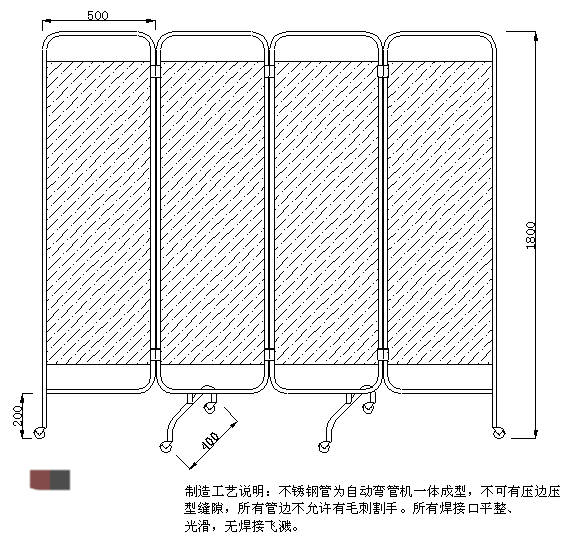 500
1800
200
400
制造工艺说明：不锈钢管为自动弯管机一体成型，不可有压边压
型缝隙，所有管边不允许有毛刺割手。所有焊接口平整、
光滑，无焊接飞溅。